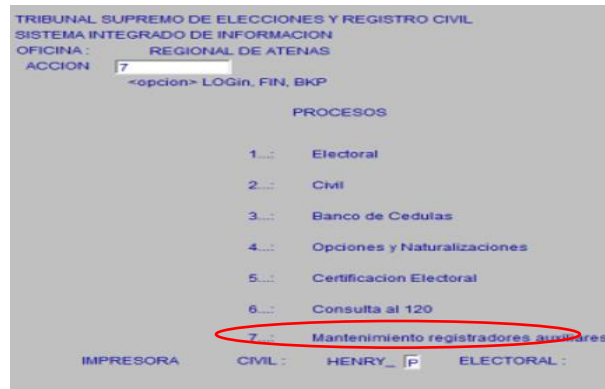 TRIBUNAL SUPREMO DE ELECCIONES Y REGISTRO CIVIL
SISTEMA INTEGRADO DE INFORMACION
OFICINA : REGIONAL DE ATENAS
ACCION 7
<opcion> LOGin, FIN, BKP
PROCESOS
1...: Electoral
2...: Civil
3...: Banco de Cedulas
4...: Opciones y Naturalizaciones
5...: Certificacion Electoral
6...: Consulta al 120
7...: Mantenimiento registradores auxiliares
IMPRESORA CIVIL : HENRY_ P ELECTORAL :